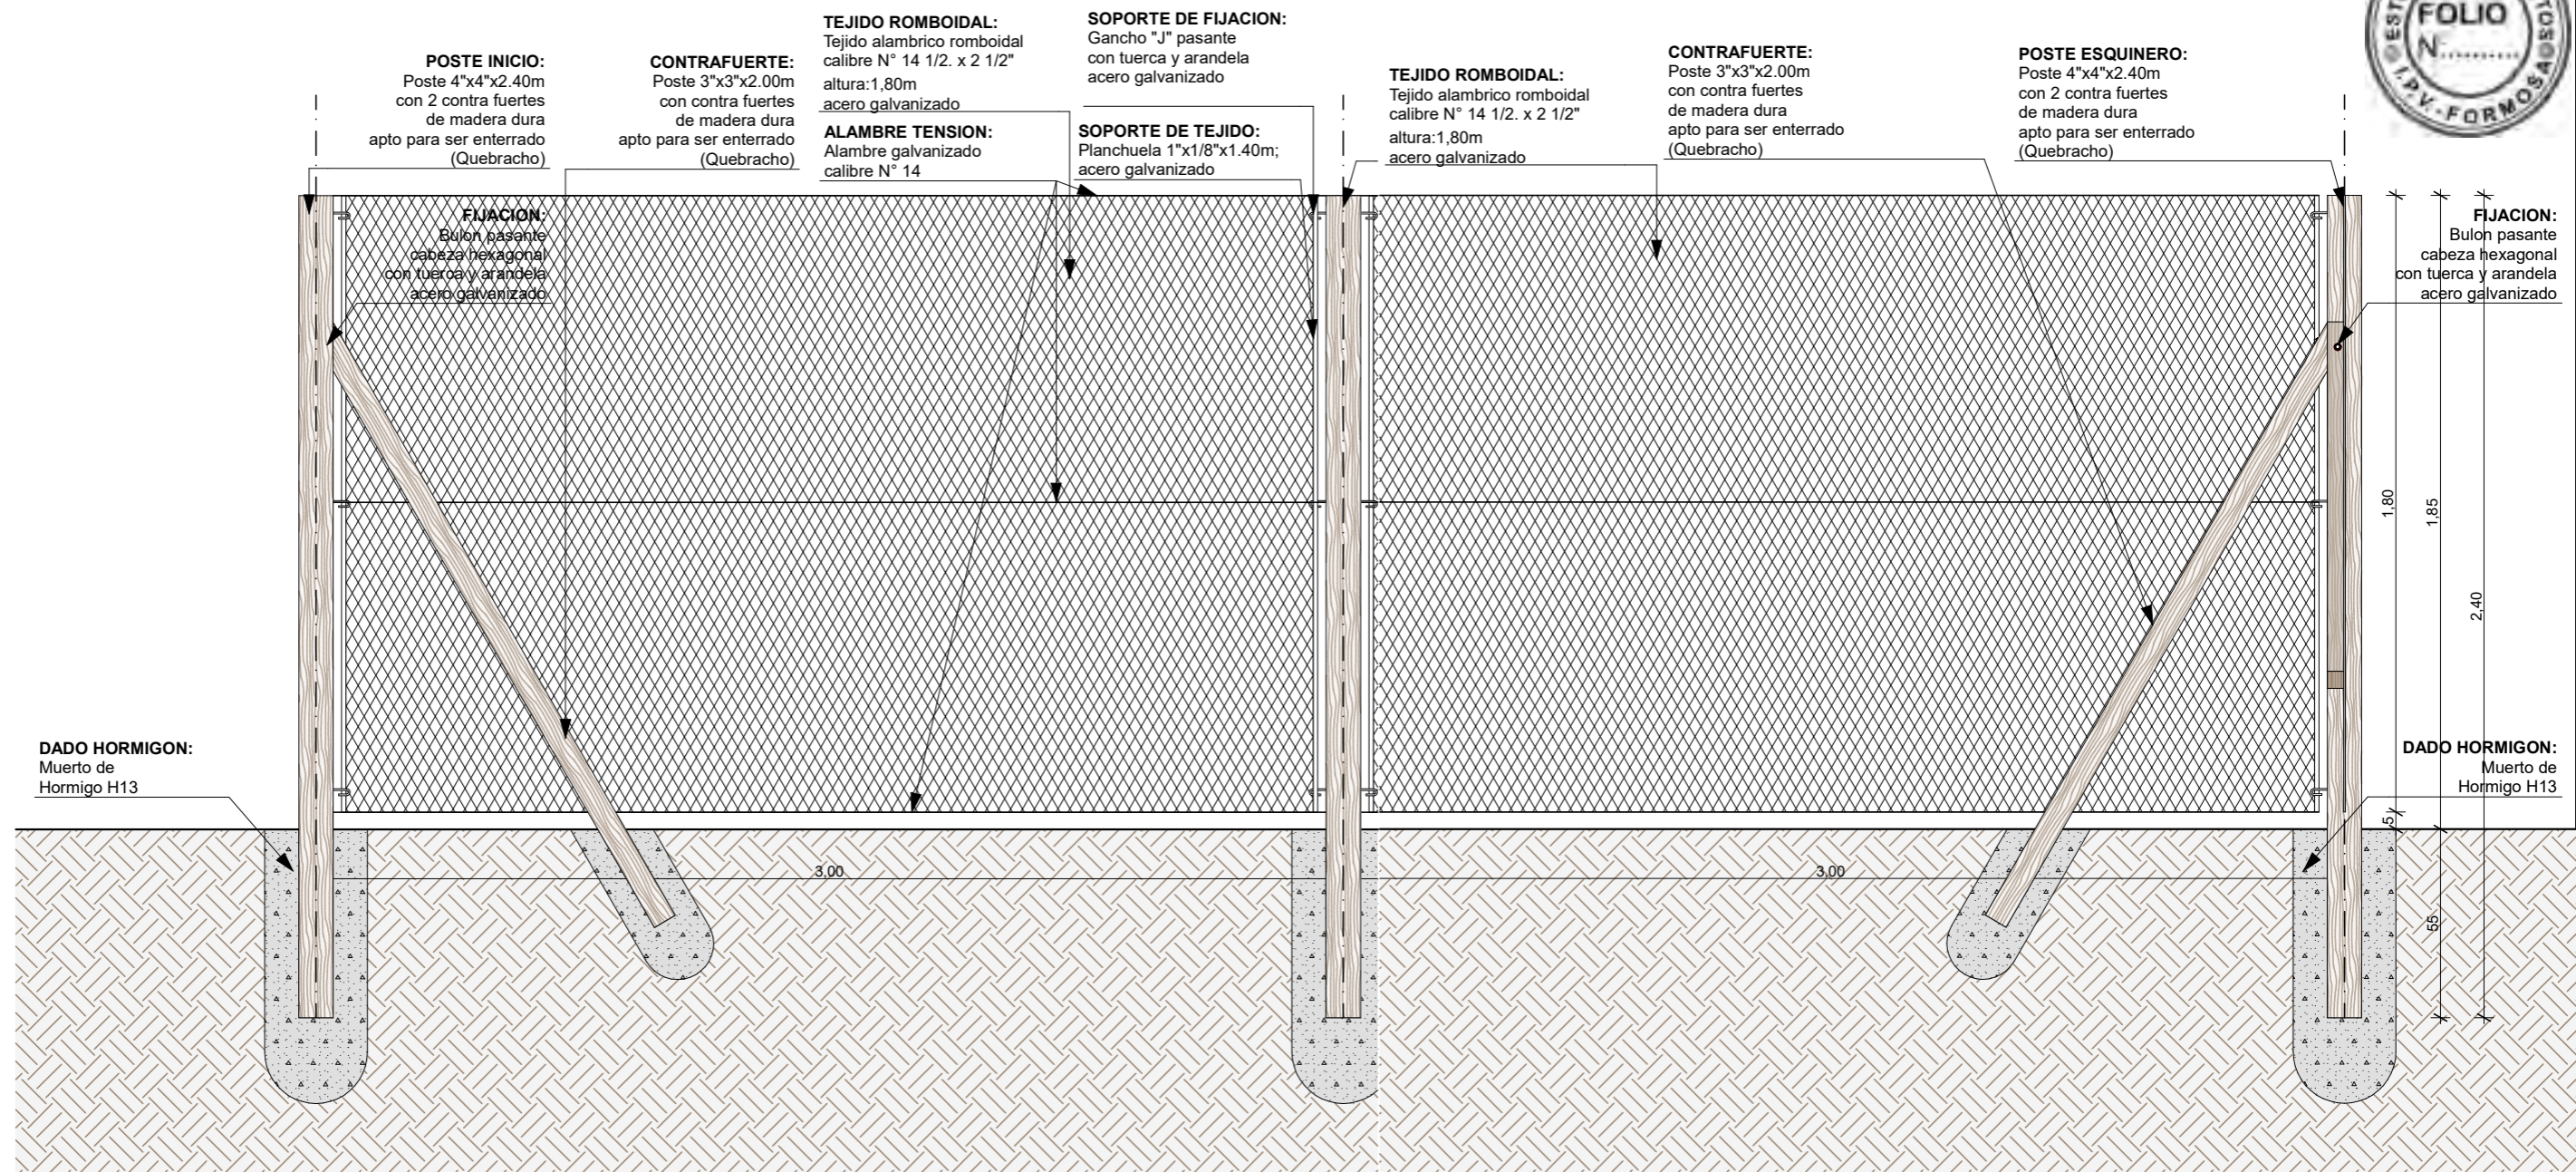 POSTE INICIO:
Poste 4"x4"x2.40m
con 2 contra fuertes
de madera dura
apto para ser enterrado
(Quebracho)
CONTRAFUERTE:
Poste 3"x3"x2.00m
con contra fuertes
de madera dura
apto para ser enterrado
(Quebracho)
TEJIDO ROMBOIDAL:
Tejido alambrico romboidal
calibre N° 14 1/2. x 2 1/2"
altura:1,80m
acero galvanizado
ALAMBRE TENSION:
Alambre galvanizado
calibre N° 14
SOPORTE DE FIJACION:
Gancho "J" pasante
con tuerca y arandela
acero galvanizado
SOPORTE DE TEJIDO:
Planchuela 1"x1/8"x1.40m;
acero galvanizado
TEJIDO ROMBOIDAL:
Tejido alambrico romboidal
calibre N° 14 1/2. x 2 1/2"
altura:1,80m
acero galvanizado
CONTRAFUERTE:
Poste 3"x3"x2.00m
con contra fuertes
de madera dura
apto para ser enterrado
(Quebracho)
POSTE ESQUINERO:
Poste 4"x4"x2.40m
con 2 contra fuertes
de madera dura
apto para ser enterrado
(Quebracho)
FOLIO
N°..........
I.P.V.-FORMOSA
FIJACION:
Bulon pasante
cabeza hexagonal
con tuerca y arandela
acero galvanizado
FIJACION:
Bulon pasante
cabeza hexagonal
con tuerca y arandela
acero galvanizado
1,80
1,85
2,40
DADO HORMIGON:
Muerto de
Hormigo H13
DADO HORMIGON:
Muerto de
Hormigo H13
5
3,00
3,00
55